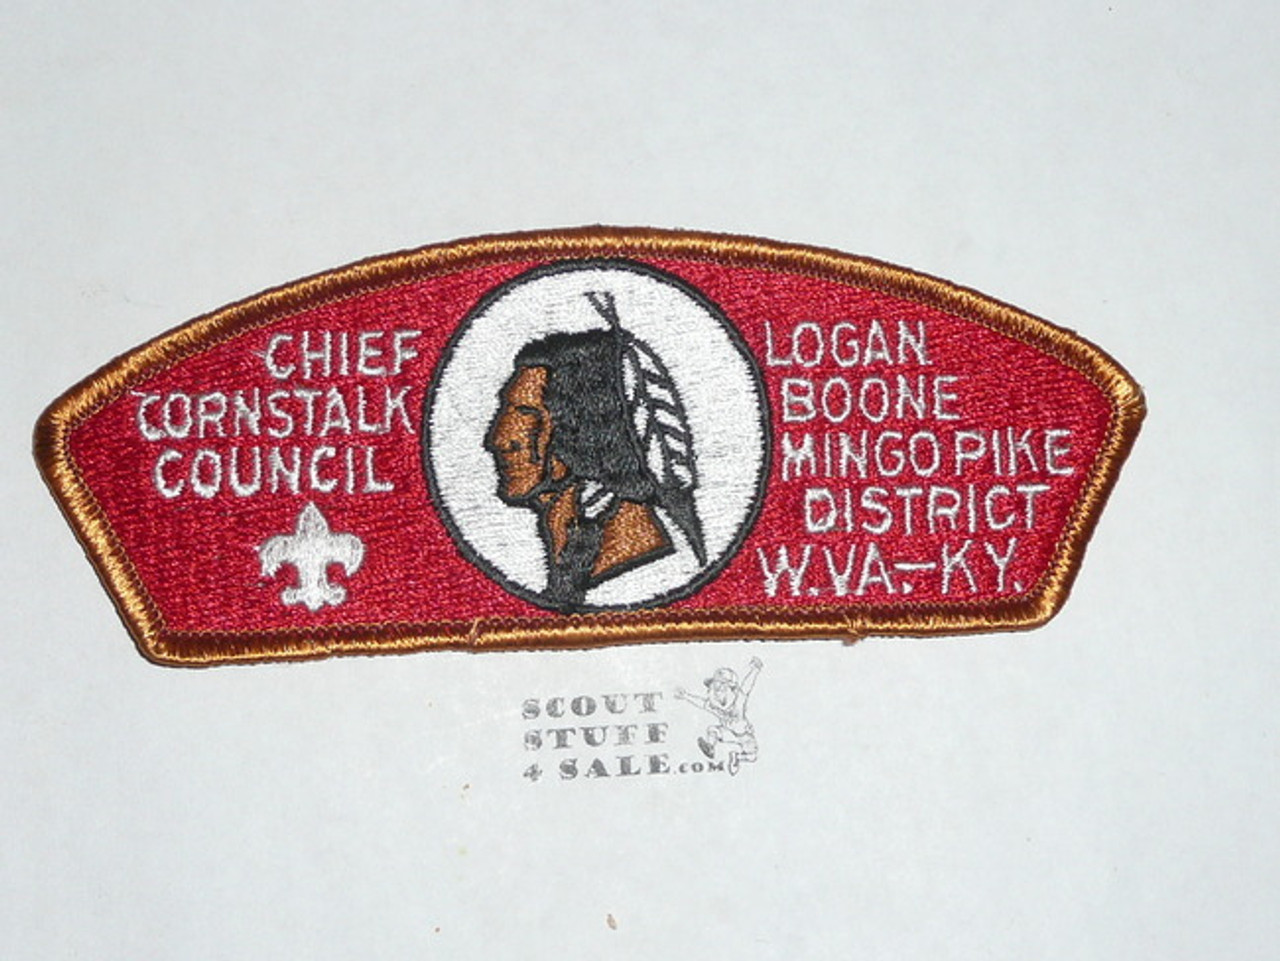 CHIEF
CORNSTALK
COUNCIL
LOGAN
BOONE
MINGO PIKE
DISTRICT
W.VA.-KY.
SCOUT
STUFF
4 SALE.COM